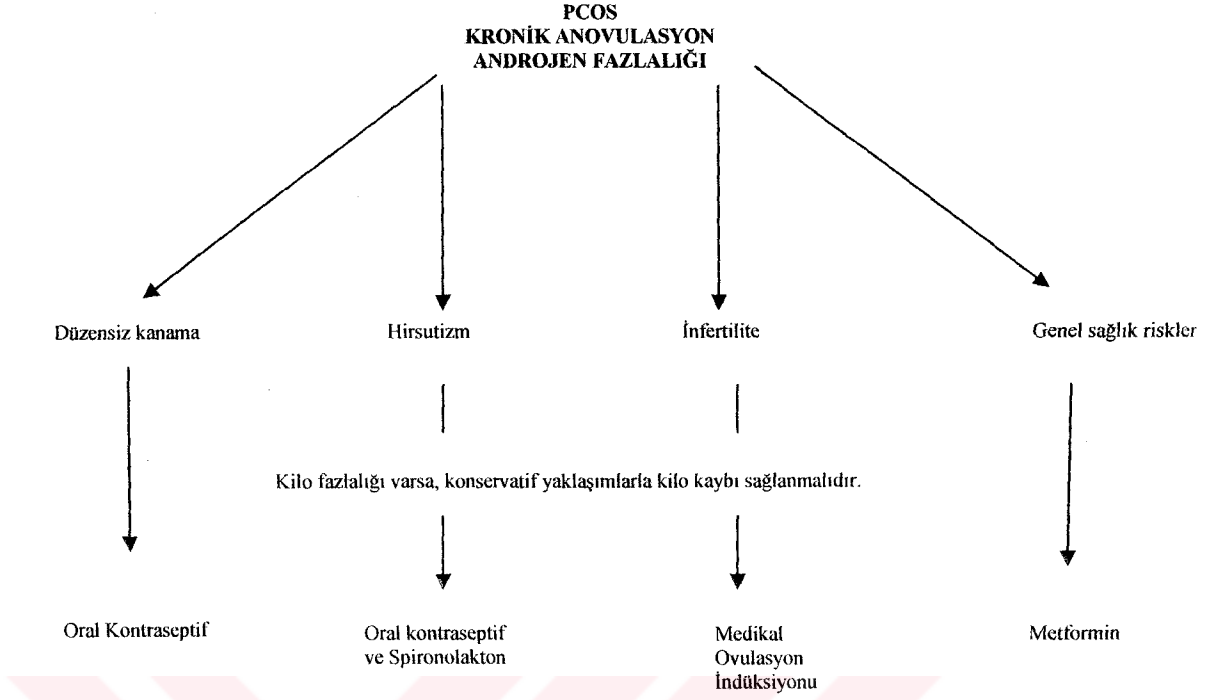 PCOS
KRONİK ANOVULASYON
ANDROJEN FAZLALIĞI
Düzensiz kanama
Hirsutizm
İnfertilite
Genel sağlık riskler
Kilo fazlalığı varsa, konservatif yaklaşımlarla kilo kaybı sağlanmalıdır.
Oral Kontraseptif
Oral kontraseptif
ve Spironolakton
Medikal
Ovulasyon
İndüksiyonu
Metformin